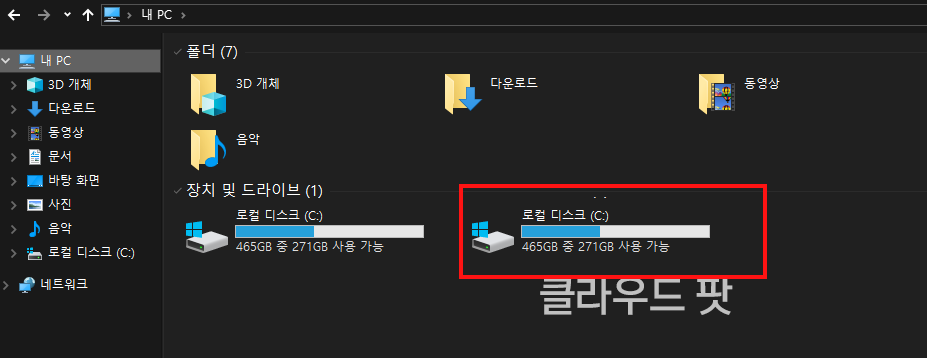 내 PC
내 PC
3D 개체
다운로드
동영상
문서
바탕 화면
사진
음악
로컬 디스크 (C:)
네트워크
폴더 (7)
3D 개체
다운로드
동영상
음악
장치 및 드라이브 (1)
로컬 디스크 (C:)
465GB 중 271GB 사용 가능
로컬 디스크 (C:)
465GB 중 271GB 사용 가능
클라우드 팟